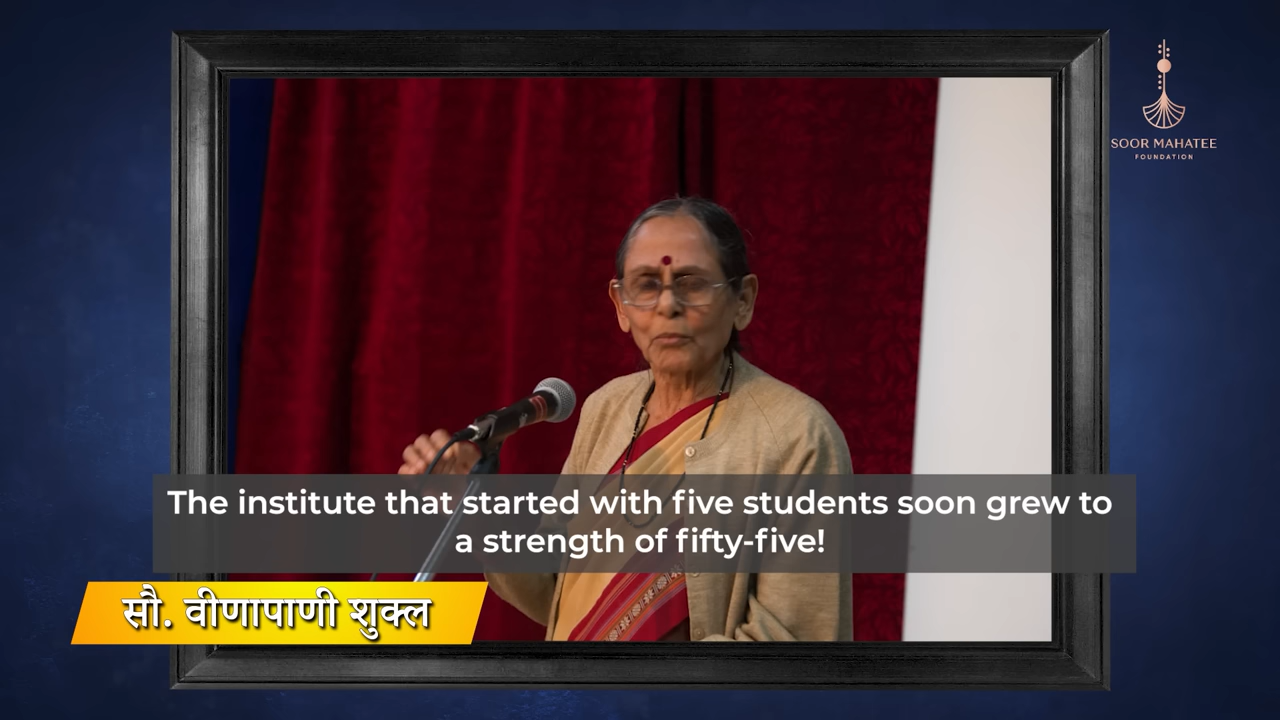 SOOR MAHATEE
FOUNDATION
The institute that started with five students soon grew to
a strength of fifty-five!
सौ. वीणापाणी शुक्ल